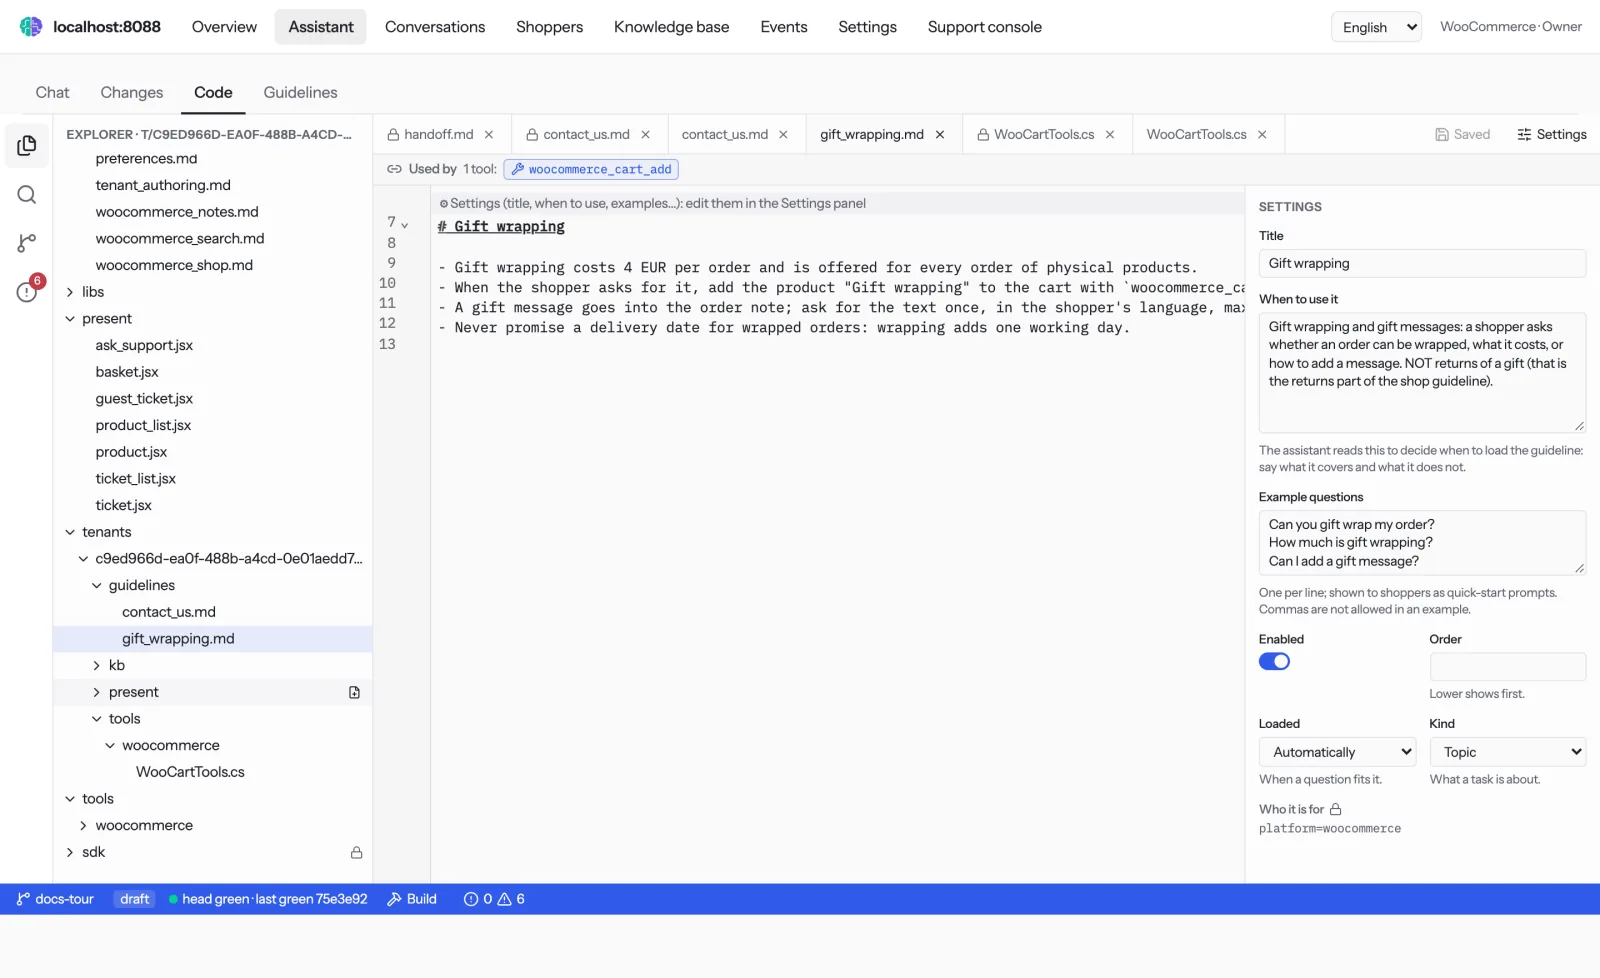 localhost:8088
Overview
Assistant
Conversations
Shoppers
Knowledge base
Events
Settings
Support console
English
WooCommerce · Owner
Chat
Changes
Code
Guidelines
EXPLORER · T/C9ED966D-EA0F-488B-A4CD-...
handoff.md
contact_us.md
contact_us.md
gift_wrapping.md
WooCartTools.cs
WooCartTools.cs
Saved
Settings
6
preferences.md
tenant_authoring.md
woocommerce_notes.md
woocommerce_search.md
woocommerce_shop.md
libs
present
ask_support.jsx
basket.jsx
guest_ticket.jsx
product_list.jsx
product.jsx
ticket_list.jsx
ticket.jsx
tenants
c9ed966d-ea0f-488b-a4cd-0e01aedd7...
guidelines
contact_us.md
gift_wrapping.md
kb
present
tools
woocommerce
WooCartTools.cs
tools
woocommerce
sdk
Used by 1 tool: woocommerce_cart_add
Settings (title, when to use, examples...): edit them in the Settings panel
7 # Gift wrapping
8
9 - Gift wrapping costs 4 EUR per order and is offered for every order of physical products.
10 - When the shopper asks for it, add the product "Gift wrapping" to the cart with `woocommerce_ca
11 - A gift message goes into the order note; ask for the text once, in the shopper's language, max
12 - Never promise a delivery date for wrapped orders: wrapping adds one working day.
13
SETTINGS
Title
Gift wrapping
When to use it
Gift wrapping and gift messages: a shopper asks
whether an order can be wrapped, what it costs, or
how to add a message. NOT returns of a gift (that is
the returns part of the shop guideline).
The assistant reads this to decide when to load the guideline:
say what it covers and what it does not.
Example questions
Can you gift wrap my order?
How much is gift wrapping?
Can I add a gift message?
One per line; shown to shoppers as quick-start prompts.
Commas are not allowed in an example.
Enabled
Order
Lower shows first.
Loaded
Kind
Automatically
Topic
When a question fits it.
What a task is about.
Who it is for
platform=woocommerce
docs-tour
draft
head green · last green 75e3e92
Build
0
6